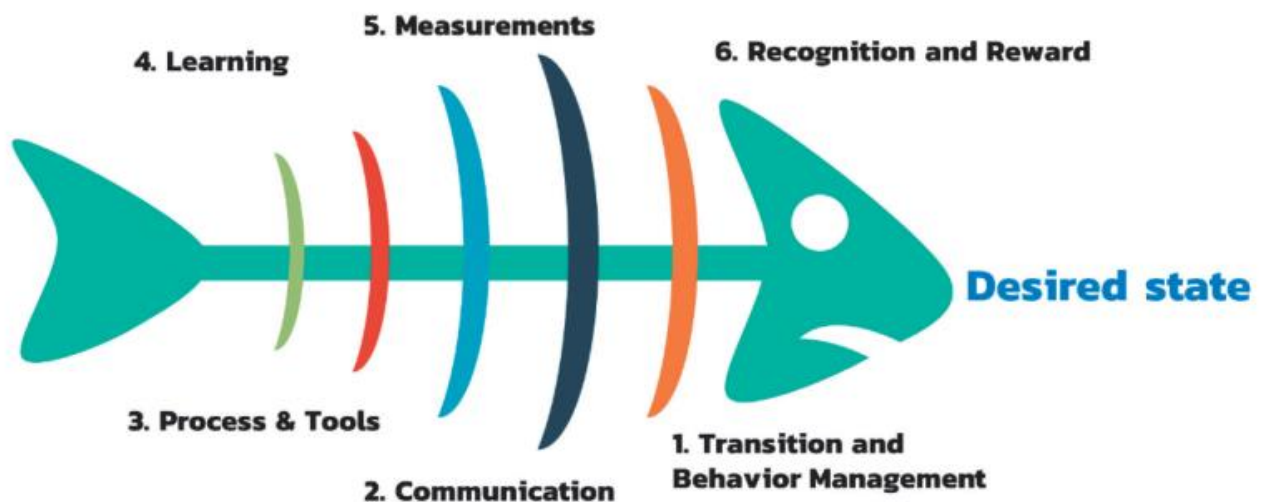 5. Measurements
4. Learning
6. Recognition and Reward
Desired state
3. Process & Tools
1. Transition and
Behavior Management
2. Communication